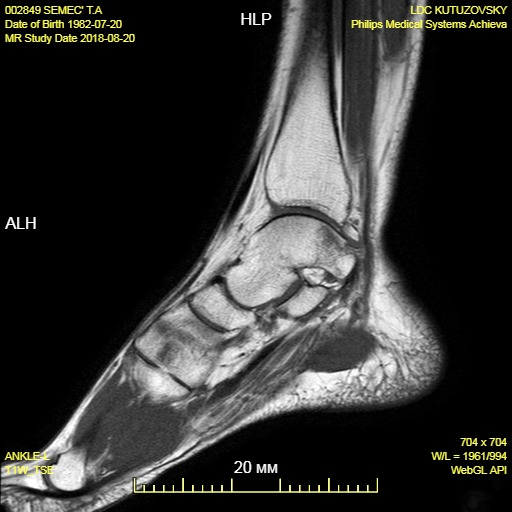 002849 SEMEC' T.A
Date of Birth 1982-07-20
MR Study Date 2018-08-20
HLP
LDC KUTUZOVSKY
Philips Medical Systems Achieva
ALH
ANKLE-L
T1W_TSE
20 мм
704 x 704
W/L = 1961/994
WebGL API